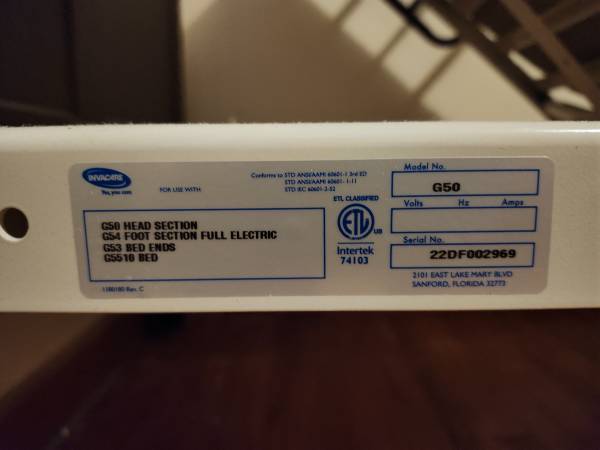 INVACARE
Yes, you can.
FOR USE WITH
Conforms to STD ANSI/AAMI 60601-1 3rd ED
STD ANSI/AAMI 60601-1-11
STD IEC 60601-2-52
G50 HEAD SECTION
G54 FOOT SECTION FULL ELECTRIC
G53 BED ENDS
G5510 BED
1180180 Rev. C
ETL CLASSIFIED
ETL
US
Intertek
74103
Model No.
G50
Volts Hz Amps
Serial No.
22DF002969
2101 EAST LAKE MARY BLVD
SANFORD, FLORIDA 32773